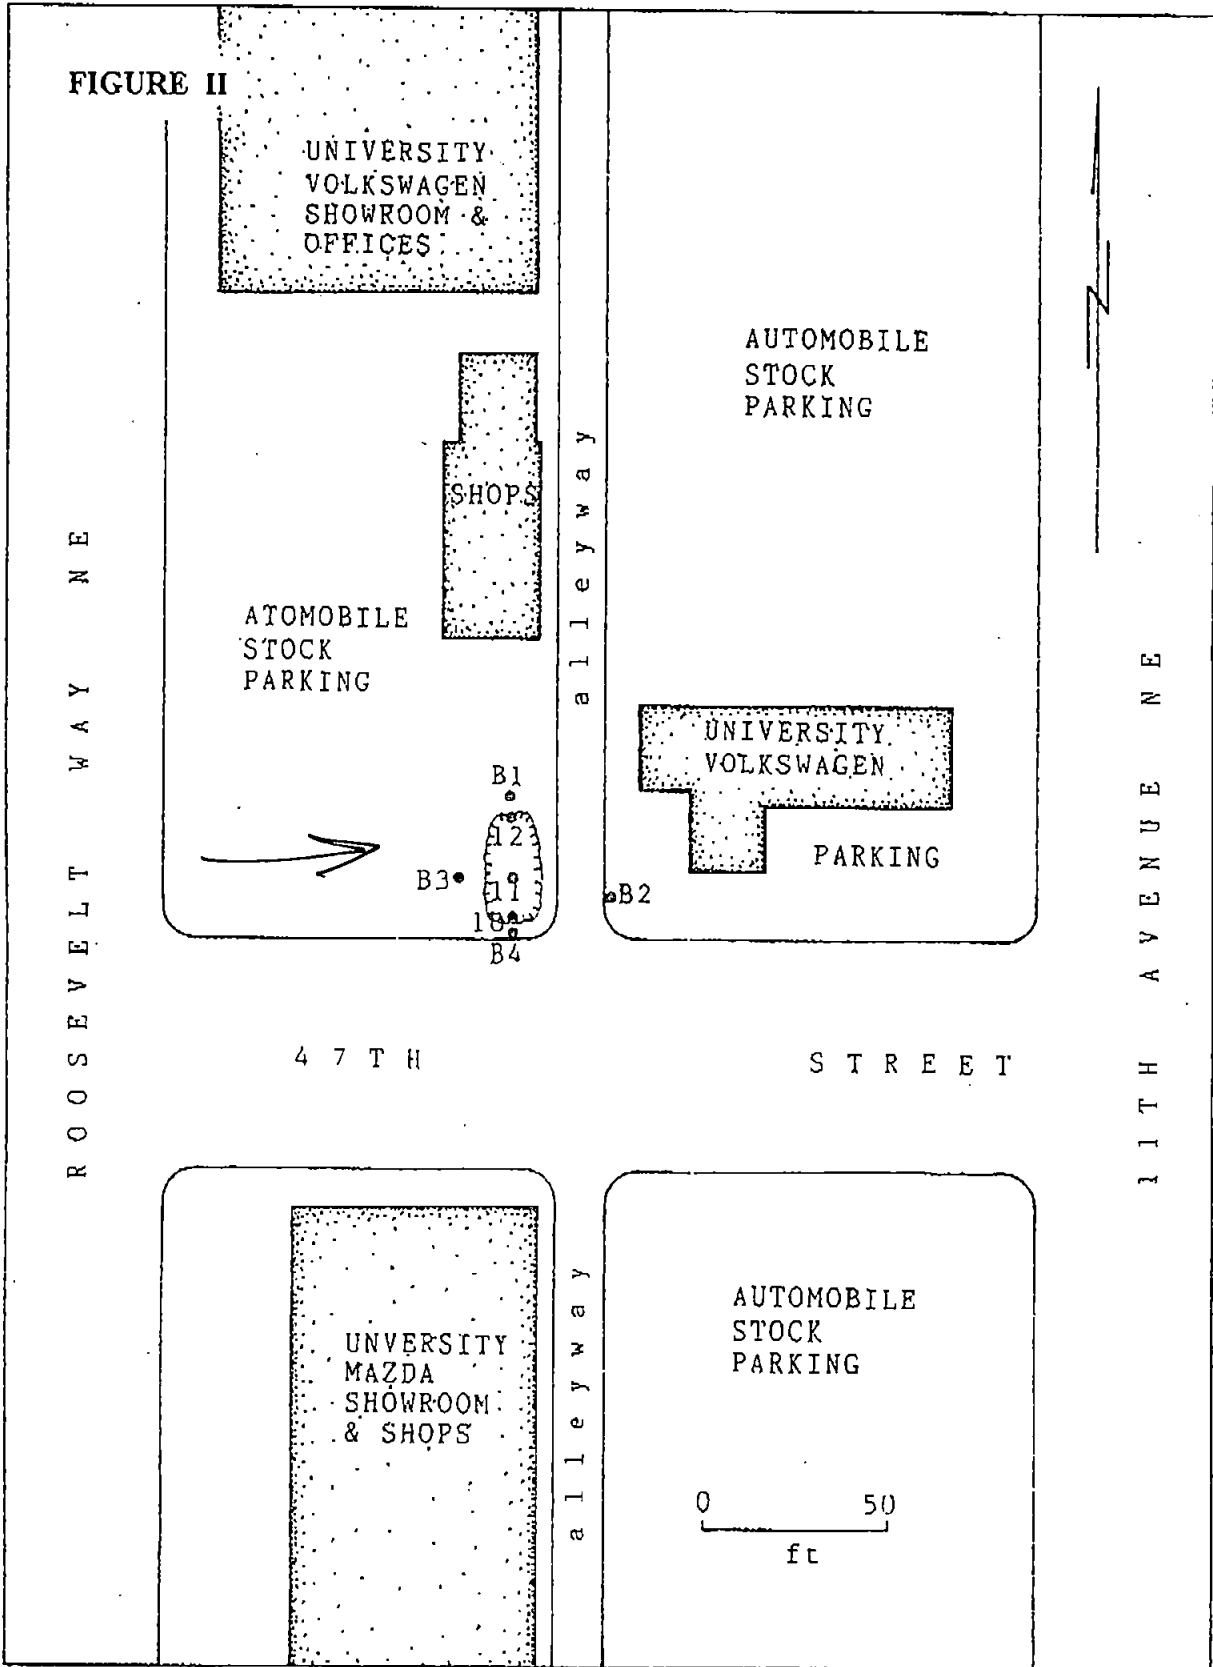 FIGURE II
UNIVERSITY
VOLKSWAGEN
SHOWROOM &
OFFICES
AUTOMOBILE
STOCK
PARKING
alleyway
SHOPS
ATOMOBILE
STOCK
PARKING
ROOSEVELT WAY NE
UNIVERSITY
VOLKSWAGEN
PARKING
11TH AVENUE NE
B1
12
B3
11
B2
10
B4
47TH STREET
UNVERSITY
MAZDA
SHOWROOM
& SHOPS
alleyway
AUTOMOBILE
STOCK
PARKING
0 50
ft